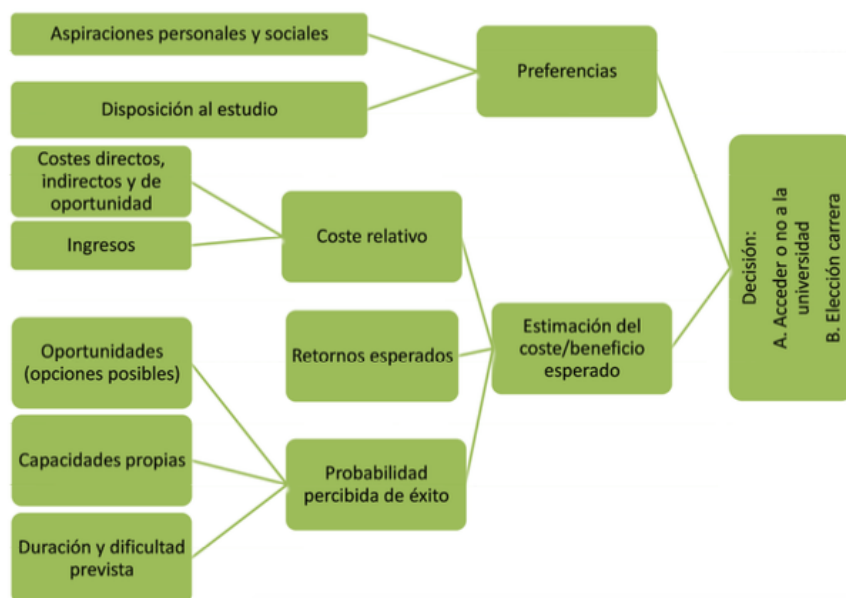 Aspiraciones personales y sociales
Disposición al estudio
Preferencias
Costes directos,
indirectos y de
oportunidad
Ingresos
Coste relativo
Oportunidades
(opciones posibles)
Capacidades propias
Duración y dificultad
prevista
Retornos esperados
Probabilidad
percibida de éxito
Estimación del
coste/beneficio
esperado
Decisión:
A. Acceder o no a la
universidad
B. Elección carrera